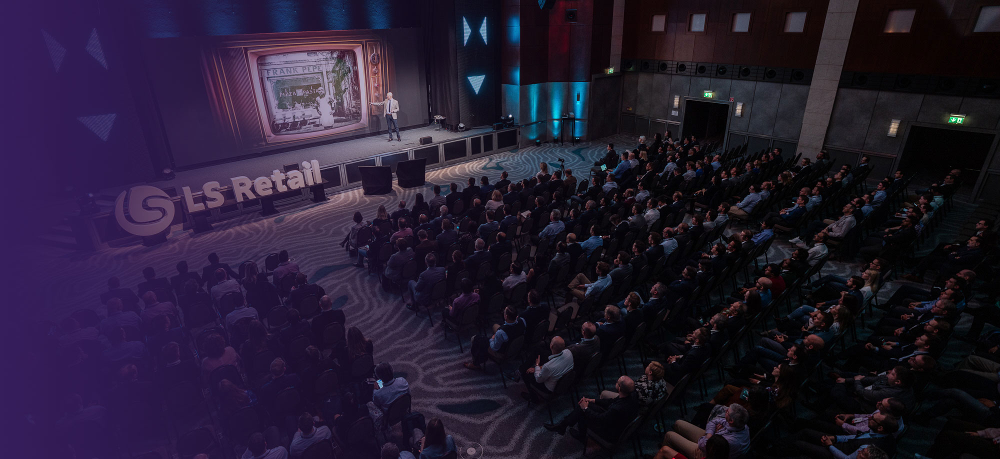 FRANK PEPE
PIZZA PASTA
LS Retail